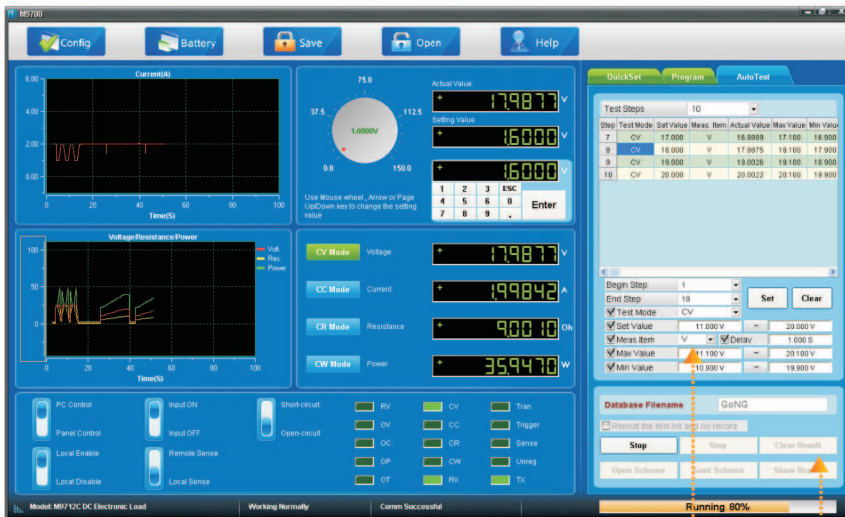 M9700
Config
Battery
Save
Open
Help
Current(A)
6.00
4.00
2.00
0.00
0 20 40 60 80 100
Time(S)
75.0
37.5
112.5
1.6000V
0.0
150.0
Use Mouse wheel , Arrow or Page
Up/Down key to change the setting
value
Actual Value
+ 17.9877 V
Setting Value
+ 1.6000 V
+ 1.6000 V
1 2 3 ESC
4 5 6 0
7 8 9 .
Enter
Voltage/Resistance/Power
100
50
0
Volt.
Res.
Power
0 20 40 60 80 100
Time(S)
CV Mode Voltage + 17.9877 V
CC Mode Current + 1.99842 A
CR Mode Resistance + 9.0010 Oh
CW Mode Power + 35.9470 W
PC Control
Panel Control
Input ON
Input OFF
Short-circuit
Open-circuit
Local Enable
Local Disable
Remote Sense
Local Sense
RV CV Tran
OV CC Trigger
OC CR Sense
OP CW Unreg
OT RX TX
QuickSet Program AutoTest
Test Steps 10
Step Test Mode Set Value Meas. Item Actual Value Max Value Min Value
7 CV 17.000 V 16.9889 17.100 16.900
8 CV 18.000 V 17.9875 18.100 17.900
9 CV 19.000 V 19.0026 19.100 18.900
10 CV 20.000 V 20.0022 20.100 19.900
Begin Step 1
End Step 10
Set Clear
Test Mode CV
Set Value 11.000 V ~ 20.000 V
Meas Item V Delay 1.000 S
Max Value 11.100 V ~ 20.100 V
Min Value 10.900 V ~ 19.900 V
Database Filename GoNG
Repeat the test list and no record
Stop Step Clear Result
Open Scheme Save Scheme
Model: M9712C DC Electronic Load Working Normally Comm Successful Running 80%